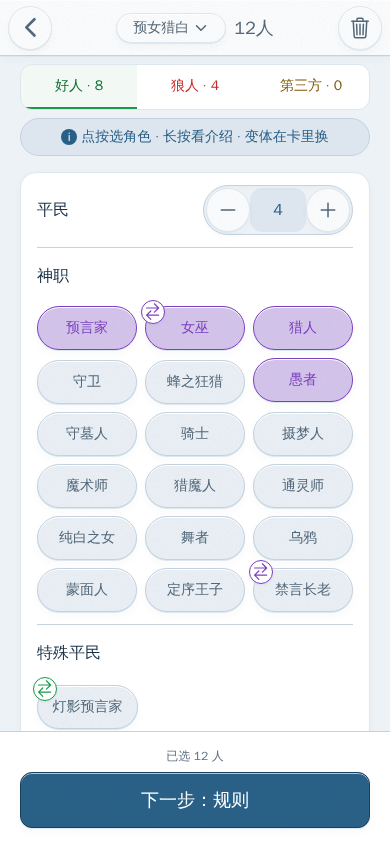 预女猎白 12人
好人 · 8 狼人 · 4 第三方 · 0
i 点按选角色 · 长按看介绍 · 变体在卡里换
平民 − 4 +
神职
预言家 女巫 猎人
守卫 蜂之狂猎 愚者
守墓人 骑士 摄梦人
魔术师 猎魔人 通灵师
纯白之女 舞者 乌鸦
蒙面人 定序王子 禁言长老
特殊平民
灯影预言家
已选 12 人
下一步：规则